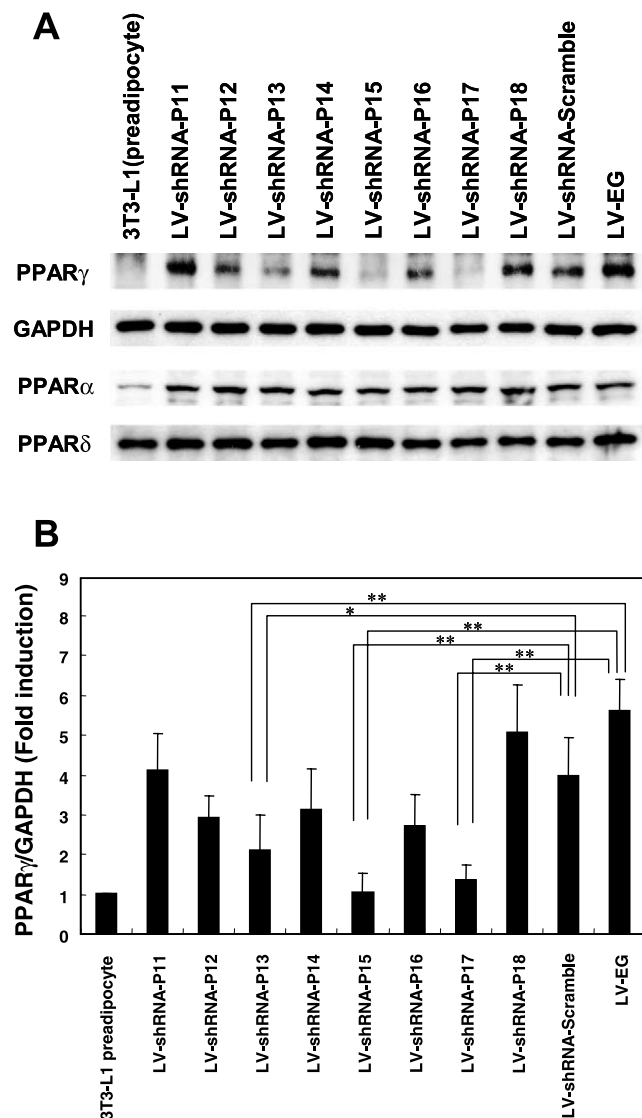 A
3T3-L1(preadipocyte)
LV-shRNA-P11
LV-shRNA-P12
LV-shRNA-P13
LV-shRNA-P14
LV-shRNA-P15
LV-shRNA-P16
LV-shRNA-P17
LV-shRNA-P18
LV-shRNA-Scramble
LV-EG
PPARγ
GAPDH
PPARα
PPARδ
B
PPARγ/GAPDH (Fold induction)
9
8
7
6
5
4
3
2
1
0
**
*
**
**
**
**
3T3-L1 preadipocyte
LV-shRNA-P11
LV-shRNA-P12
LV-shRNA-P13
LV-shRNA-P14
LV-shRNA-P15
LV-shRNA-P16
LV-shRNA-P17
LV-shRNA-P18
LV-shRNA-Scramble
LV-EG